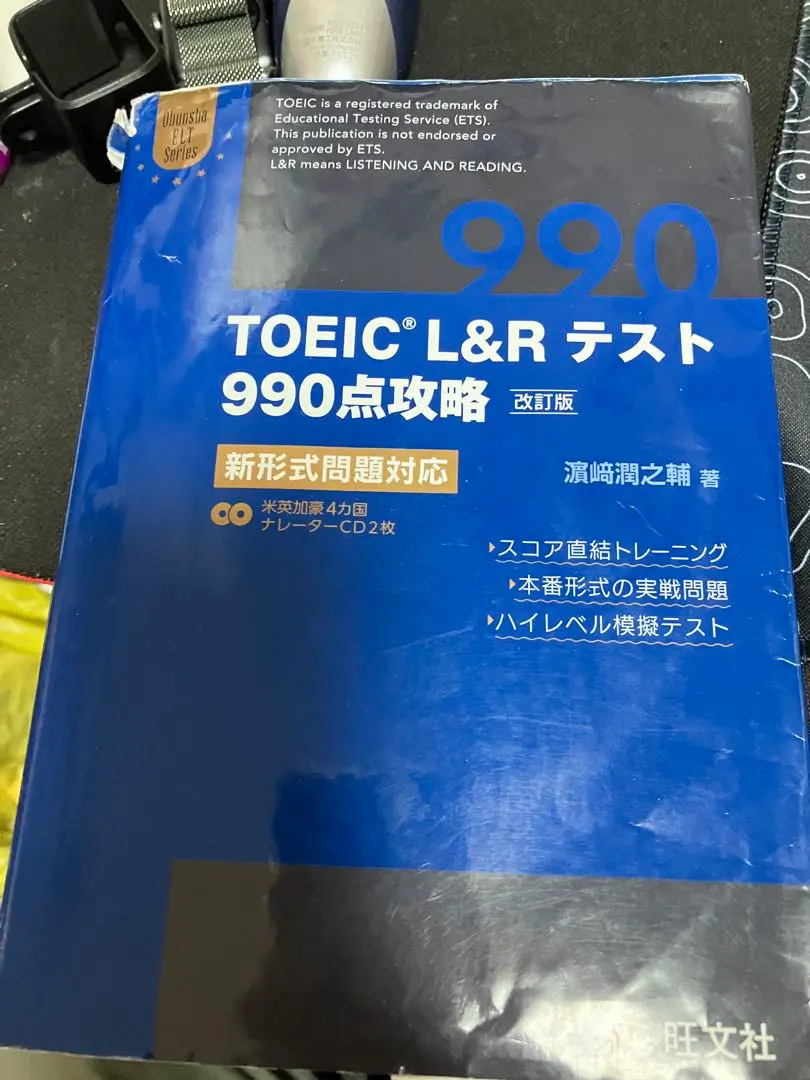 Obunsha
ELT
Series
TOEIC is a registered trademark of
Educational Testing Service (ETS).
This publication is not endorsed or
approved by ETS.
L&R means LISTENING AND READING.
990
TOEIC® L&R テスト
990点攻略 改訂版
新形式問題対応
濵﨑潤之輔 著
米英加豪4カ国
ナレーターCD2枚
スコア直結トレーニング
本番形式の実戦問題
ハイレベル模擬テスト
旺文社